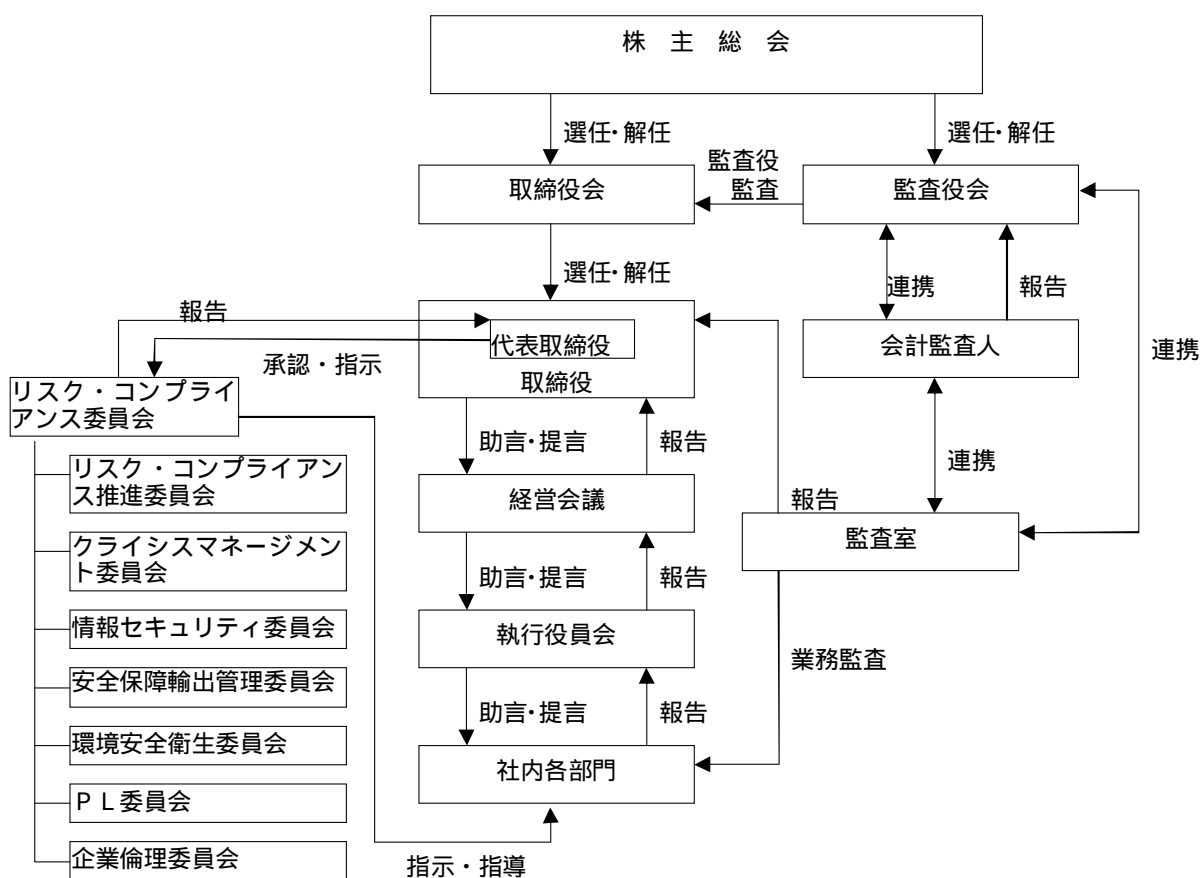 株 主 総 会
選任・解任
選任・解任
監査役
監査
取締役会
監査役会
選任・解任
連携
報告
報告
代表取締役
会計監査人
連携
承認・指示
取締役
リスク・コンプライ
アンス委員会
助言・提言
報告
連携
リスク・コンプライアン
ス推進委員会
経営会議
報告
監査室
クライシスマネージメン
ト委員会
助言・提言
報告
情報セキュリティ委員会
執行役員会
業務監査
安全保障輸出管理委員会
助言・提言
報告
環境安全衛生委員会
社内各部門
ＰＬ委員会
企業倫理委員会
指示・指導